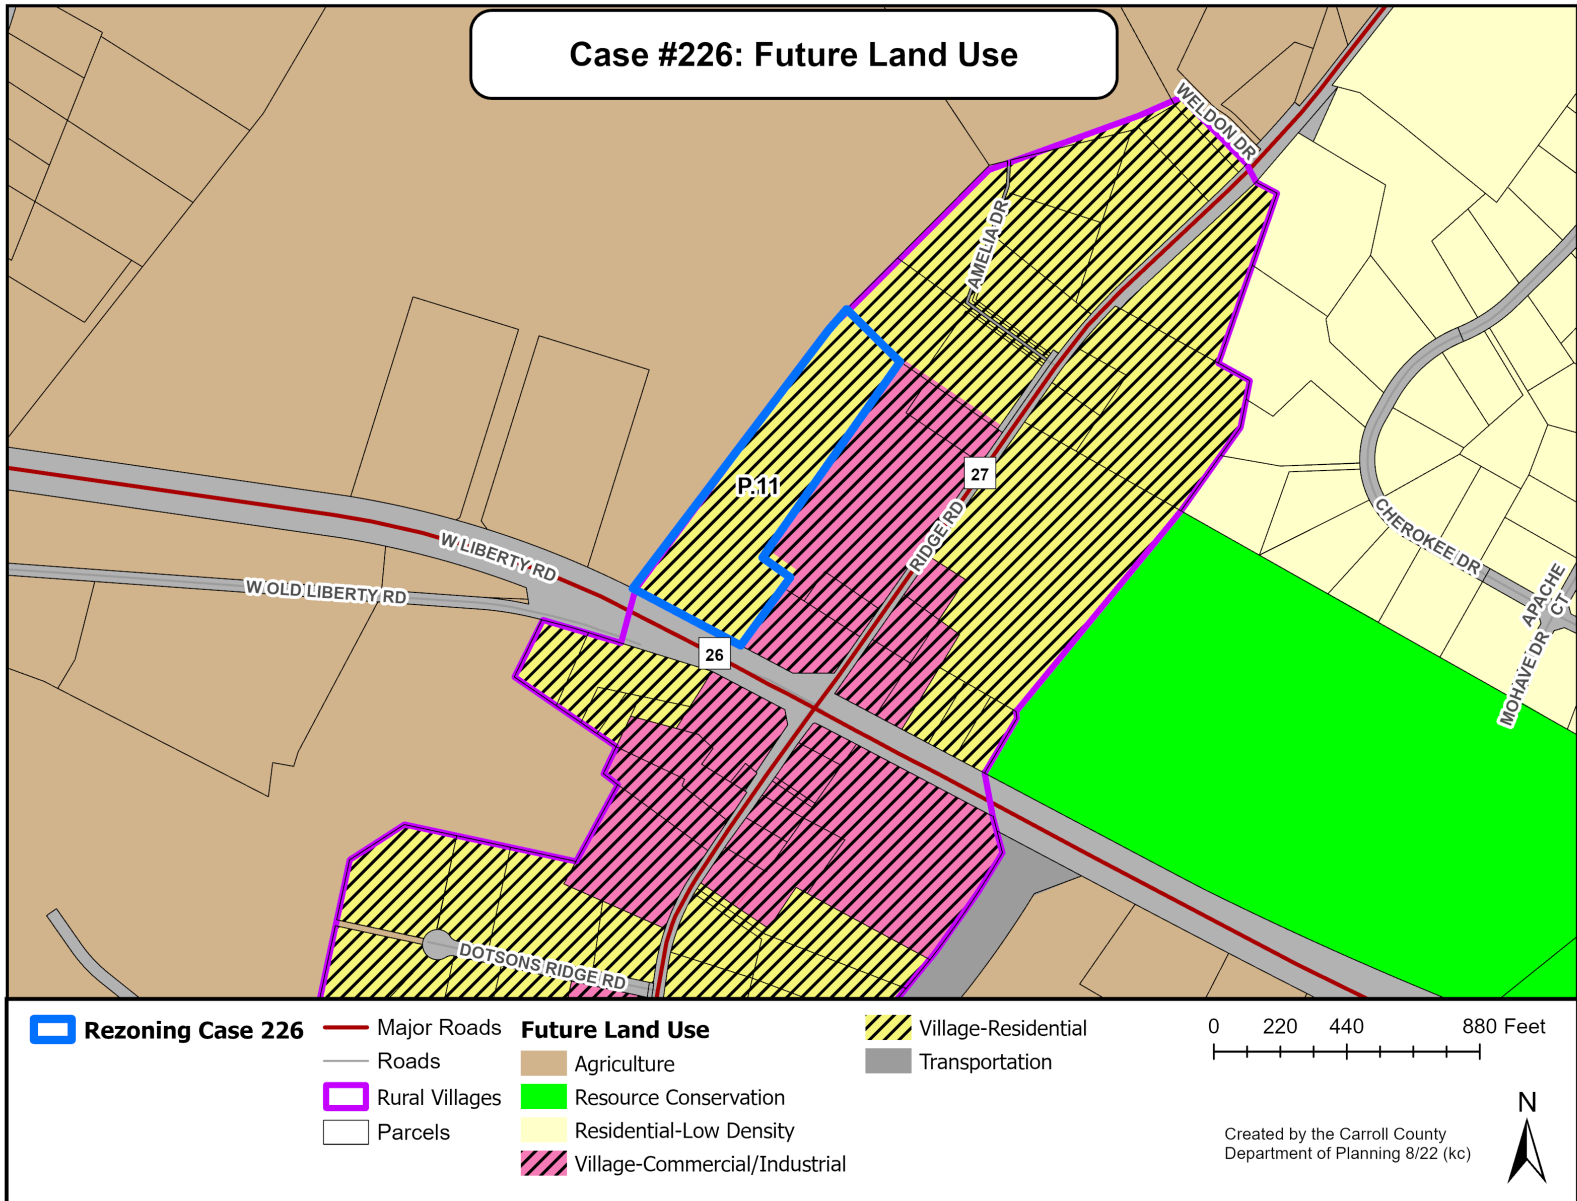 Case #226: Future Land Use
WELDON DR
AMELIA DR
P.11
27
RIDGE RD
W LIBERTY RD
W OLD LIBERTY RD
26
CHEROKEE DR
APACHE
CT
MOHAVE DR
DOTSONS RIDGE RD
Rezoning Case 226
Major Roads
Roads
Rural Villages
Parcels
Future Land Use
Agriculture
Resource Conservation
Residential-Low Density
Village-Commercial/Industrial
Village-Residential
Transportation
0 220 440 880 Feet
N
Created by the Carroll County
Department of Planning 8/22 (kc)